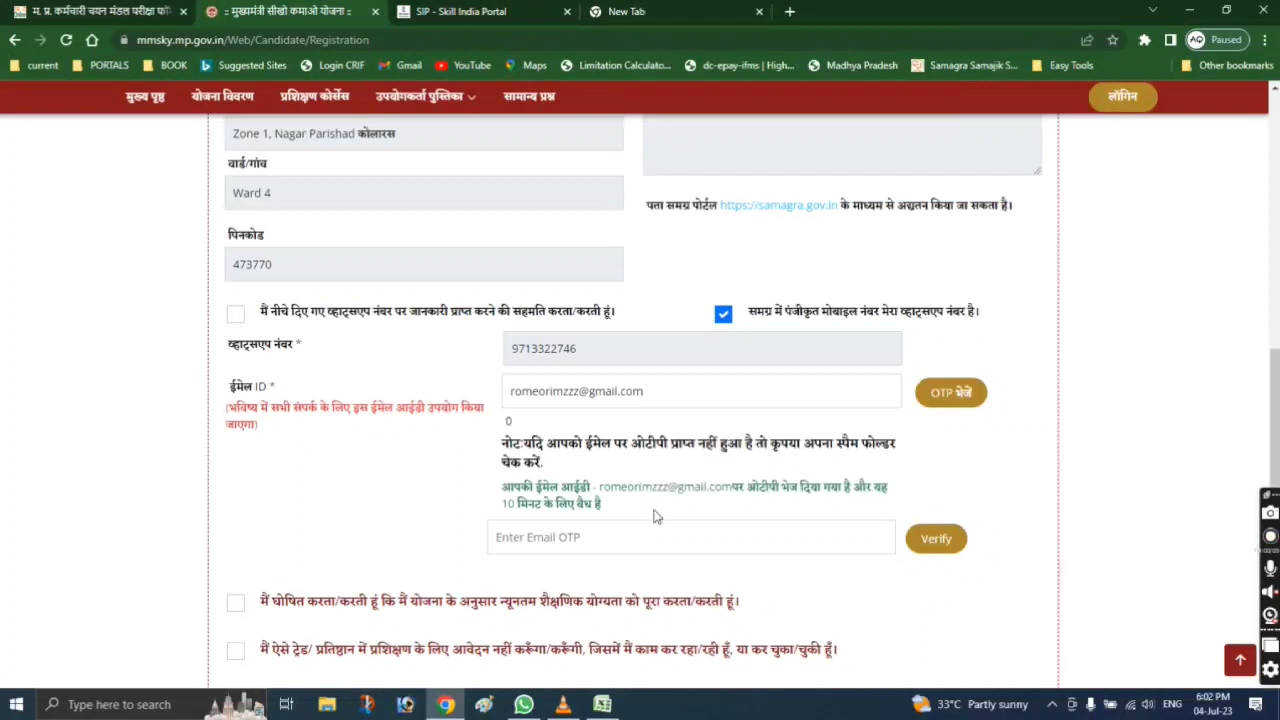 म. प्र. कर्मचारी चयन मंडल परीक्षा पर्य
:: मुख्यमंत्री सीखो कमाओ योजना ::
SIP - Skill India Portal
New Tab
mmsky.mp.gov.in/Web/Candidate/Registration
AG Paused
current PORTALS BOOK Suggested Sites Login CRIF Gmail YouTube Maps Limitation Calculato... dc-epay-ifms | High... Madhya Pradesh Samagra Samajik S... Easy Tools Other bookmarks
मुख्य पृष्ठ योजना विवरण प्रशिक्षण कोर्सेस उपयोगकर्ता पुस्तिका सामान्य प्रश्न लॉगिन
Zone 1, Nagar Parishad कोलारस
वार्ड/गांव
Ward 4
पता समग्र पोर्टल https://samagra.gov.in के माध्यम से अद्यतन किया जा सकता है।
पिनकोड
473770
मैं नीचे दिए गए व्हाट्सएप नंबर पर जानकारी प्राप्त करने की सहमति करता/करती हूं।
समग्र में पंजीकृत मोबाइल नंबर मेरा व्हाट्सएप नंबर है।
व्हाट्सएप नंबर *
9713322746
ईमेल ID *
(भविष्य में सभी संपर्क के लिए इस ईमेल आईडी उपयोग किया
जाएगा)
romeorimzzz@gmail.com
OTP भेजें
0
नोट:यदि आपको ईमेल पर ओटीपी प्राप्त नहीं हुआ है तो कृपया अपना स्पैम फोल्डर
चेक करें.
आपकी ईमेल आईडी - romeorimzzz@gmail.comपर ओटीपी भेज दिया गया है और यह
10 मिनट के लिए वैध है
Enter Email OTP
Verify
मैं घोषित करता/करती हूं कि मैं योजना के अनुसार न्यूनतम शैक्षणिक योग्यता को पूरा करता/करती हूं।
मैं ऐसे ट्रेड/ प्रतिष्ठान में प्रशिक्षण के लिए आवेदन नहीं करूँगा/करूँगी, जिसमें मैं काम कर रहा/रही हूँ, या कर चुका/चुकी हूँ।
Type here to search
33°C Partly sunny
ENG
6:02 PM
04-Jul-23